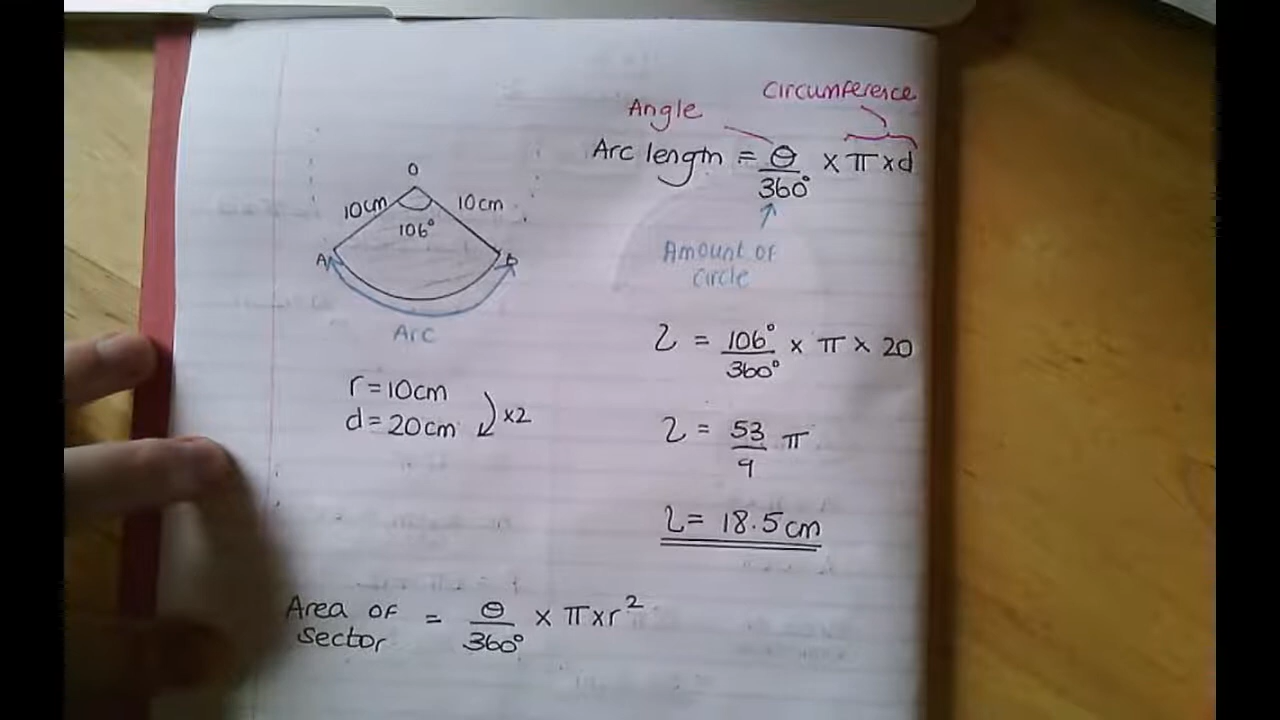 Circumference
Angle
Arc length = θ/360° × π × d
Amount of
circle
O
10cm 10cm
106°
A B
Arc
r = 10cm
d = 20cm
×2
l = 106°/360° × π × 20
l = 53/9 π
l = 18.5cm
Area of
sector = θ/360° × π × r²